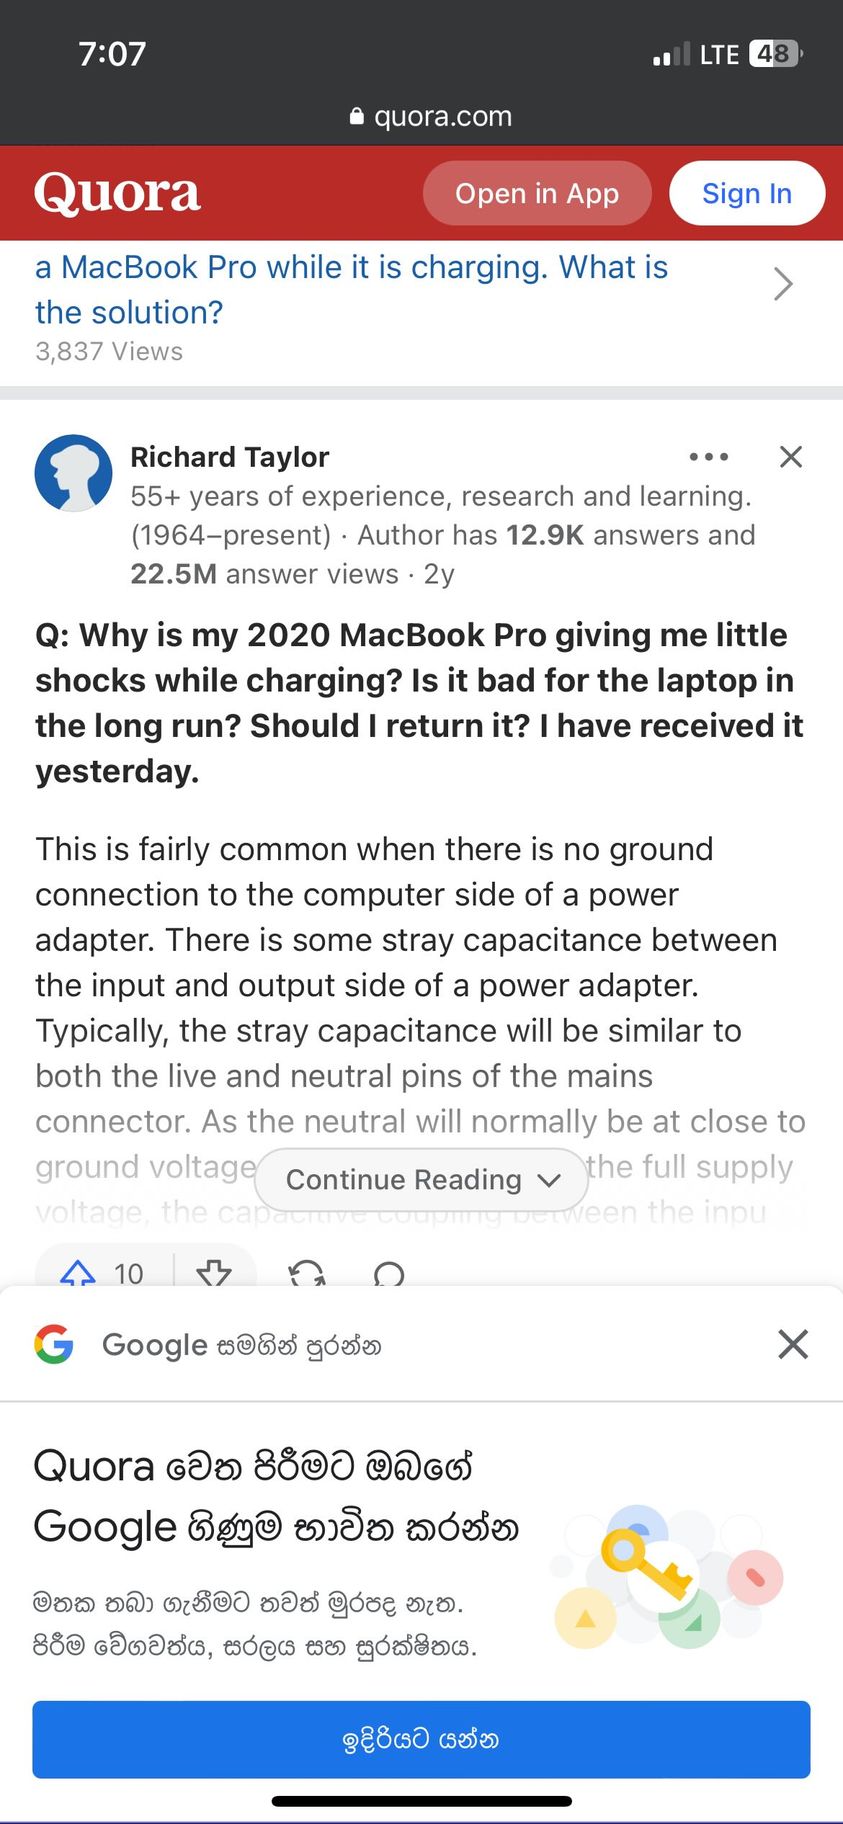 7:07
LTE 48
quora.com
Quora
Open in App
Sign In
a MacBook Pro while it is charging. What is
the solution?
3,837 Views
Richard Taylor
55+ years of experience, research and learning.
(1964–present) · Author has 12.9K answers and
22.5M answer views · 2y
Q: Why is my 2020 MacBook Pro giving me little
shocks while charging? Is it bad for the laptop in
the long run? Should I return it? I have received it
yesterday.
This is fairly common when there is no ground
connection to the computer side of a power
adapter. There is some stray capacitance between
the input and output side of a power adapter.
Typically, the stray capacitance will be similar to
both the live and neutral pins of the mains
connector. As the neutral will normally be at close to
ground voltage the full supply
Continue Reading
voltage, the capacitive coupling between the inpu
10
Google සමගින් පුරන්න
Quora වෙත පිරීමට ඔබගේ
Google ගිණුම භාවිත කරන්න
මතක තබා ගැනීමට තවත් මුරපද නැත.
පිරීම වේගවත්ය, සරලය සහ සුරක්ෂිතය.
ඉදිරියට යන්න